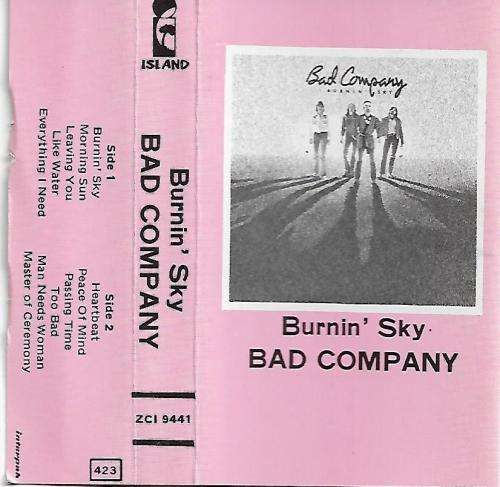 Side 1
Burnin' Sky
Morning Sun
Leaving You
Like Water
Everything I Need
Side 2
Heartbeat
Peace Of Mind
Passing Time
Too Bad
Man Needs Woman
Master of Ceremony
interpak
423
ISLAND
Burnin' Sky
BAD COMPANY
ZCI 9441
Bad Company
BURNIN SKY
Burnin' Sky
BAD COMPANY